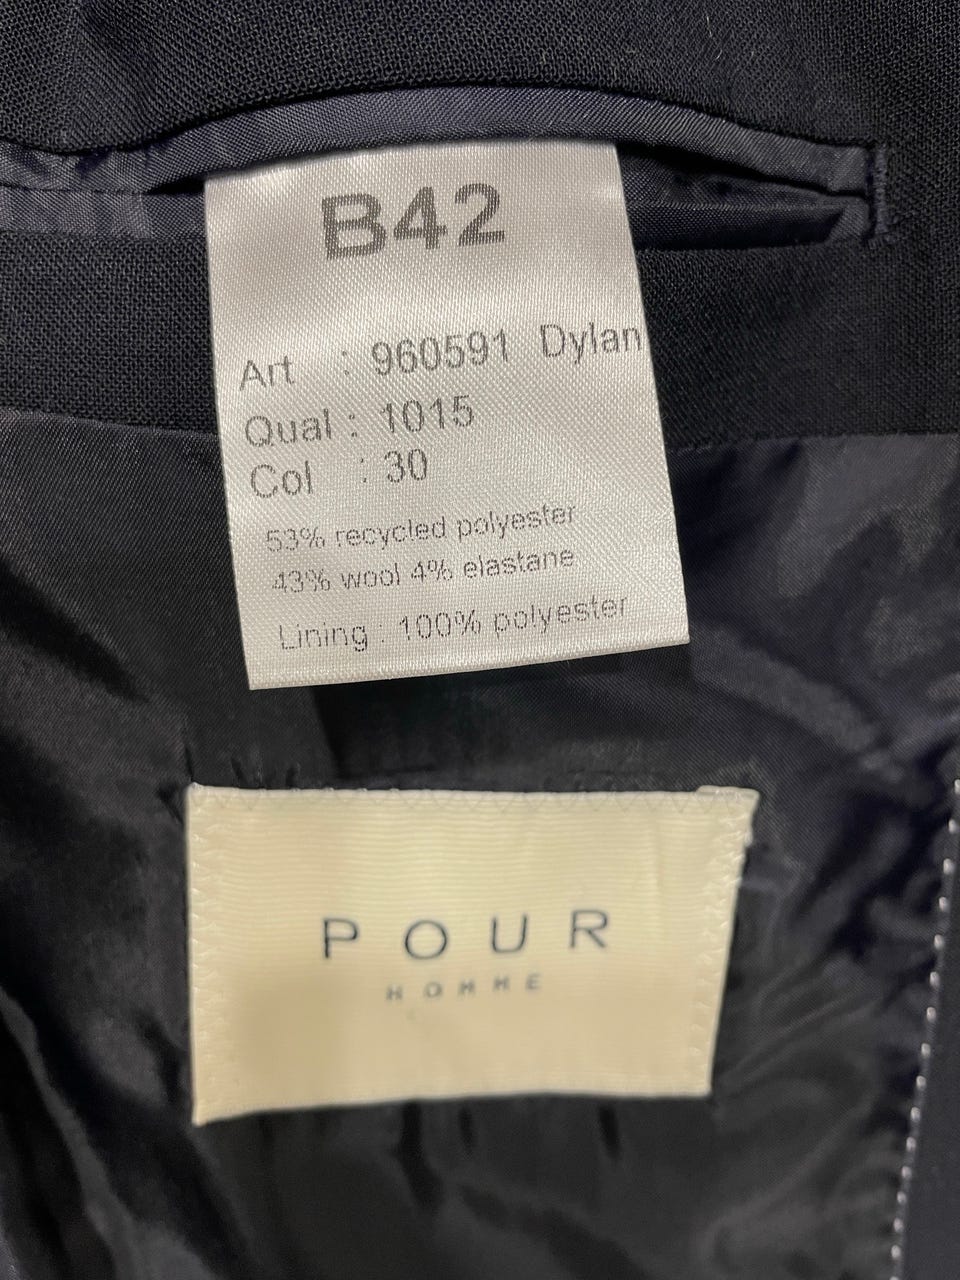 B42
Art : 960591 Dylan
Qual : 1015
Col : 30
53% recycled polyester
43% wool 4% elastane
Lining : 100% polyester
POUR
HOMME